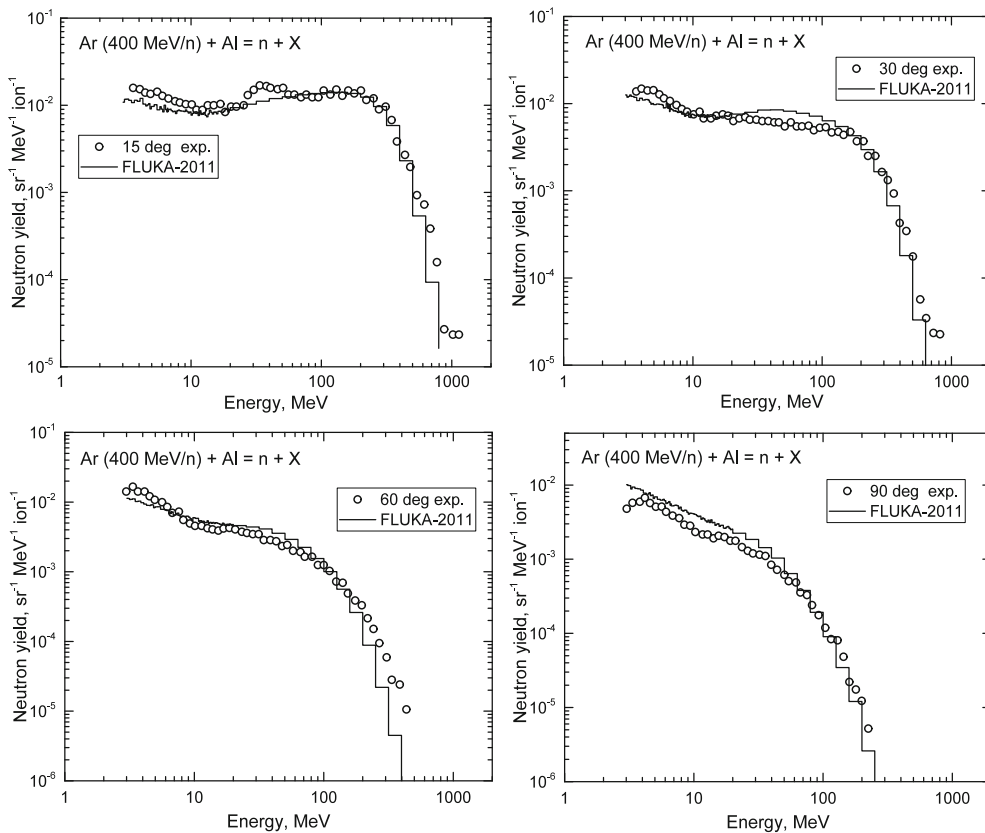 Ar (400 MeV/n) + Al = n + X
15 deg exp.
FLUKA-2011
Neutron yield, sr⁻¹ MeV⁻¹ ion⁻¹
10⁻¹
10⁻²
10⁻³
10⁻⁴
10⁻⁵
1 10 100 1000
Energy, MeV
Ar (400 MeV/n) + Al = n + X
30 deg exp.
FLUKA-2011
Neutron yield, sr⁻¹ MeV⁻¹ ion⁻¹
10⁻¹
10⁻²
10⁻³
10⁻⁴
10⁻⁵
1 10 100 1000
Energy, MeV
Ar (400 MeV/n) + Al = n + X
60 deg exp.
FLUKA-2011
Neutron yield, sr⁻¹ MeV⁻¹ ion⁻¹
10⁻¹
10⁻²
10⁻³
10⁻⁴
10⁻⁵
10⁻⁶
1 10 100 1000
Energy, MeV
Ar (400 MeV/n) + Al = n + X
90 deg exp.
FLUKA-2011
Neutron yield, sr⁻¹ MeV⁻¹ ion⁻¹
10⁻²
10⁻³
10⁻⁴
10⁻⁵
10⁻⁶
1 10 100 1000
Energy, MeV